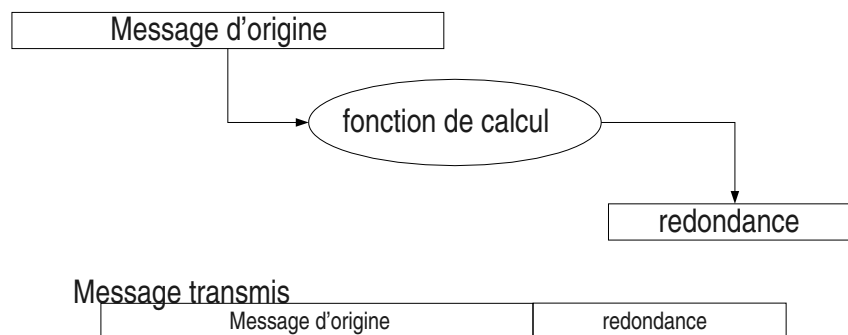 Message d'origine
fonction de calcul
redondance
Message transmis
Message d'origine redondance